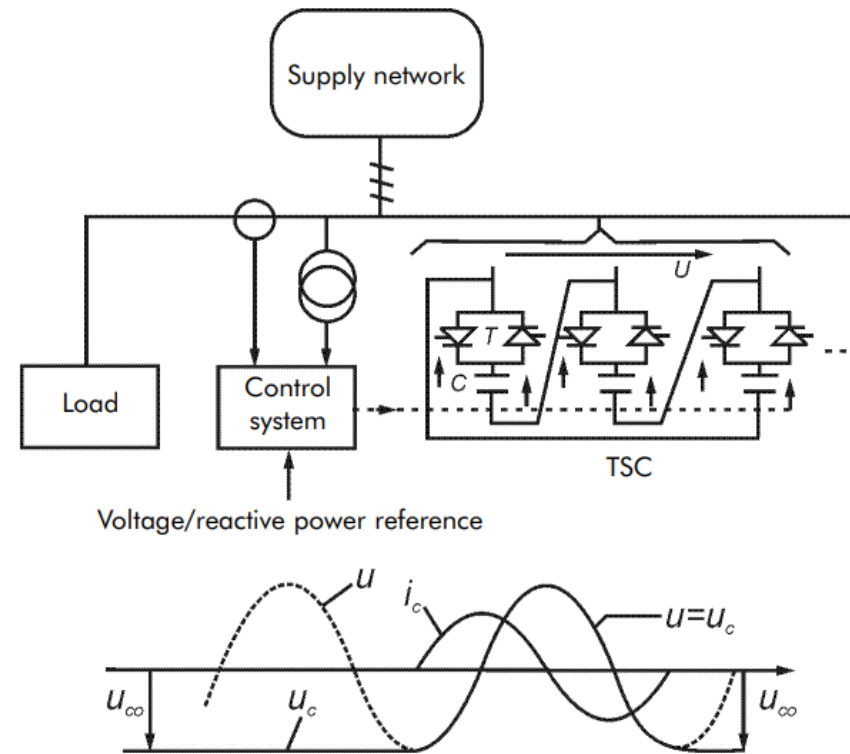 Supply network
U
T
C
Load
Control
system
TSC
Voltage/reactive power reference
u
i_c
u=u_c
u_co
u_c
u_co